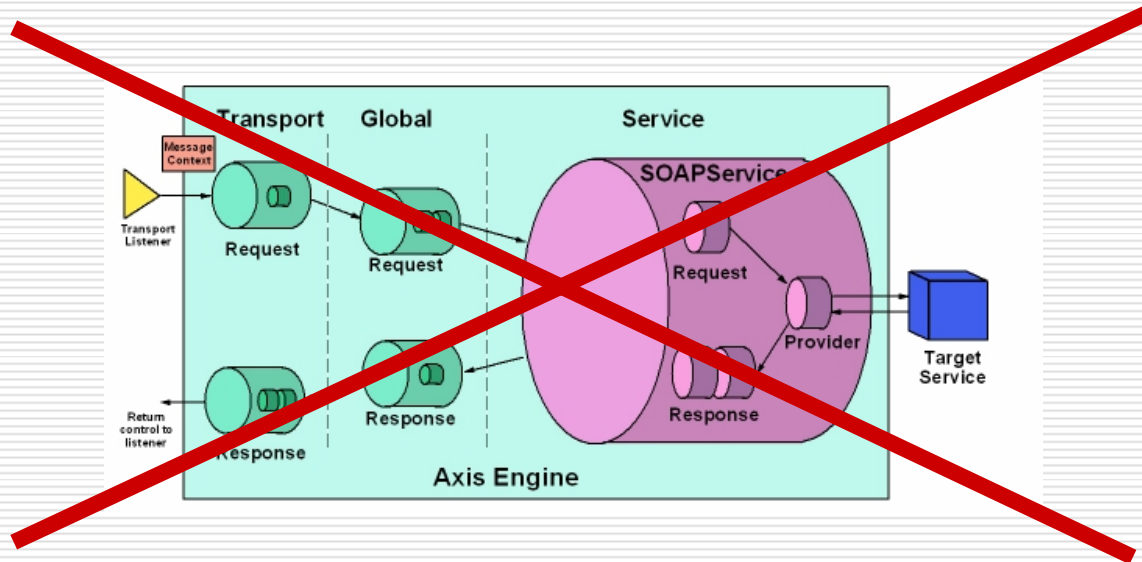 Transport
Global
Service
Message
Context
SOAPService
Transport
Listener
Request
Request
Request
Provider
Target
Service
Return
control to
listener
Response
Response
Response
Axis Engine